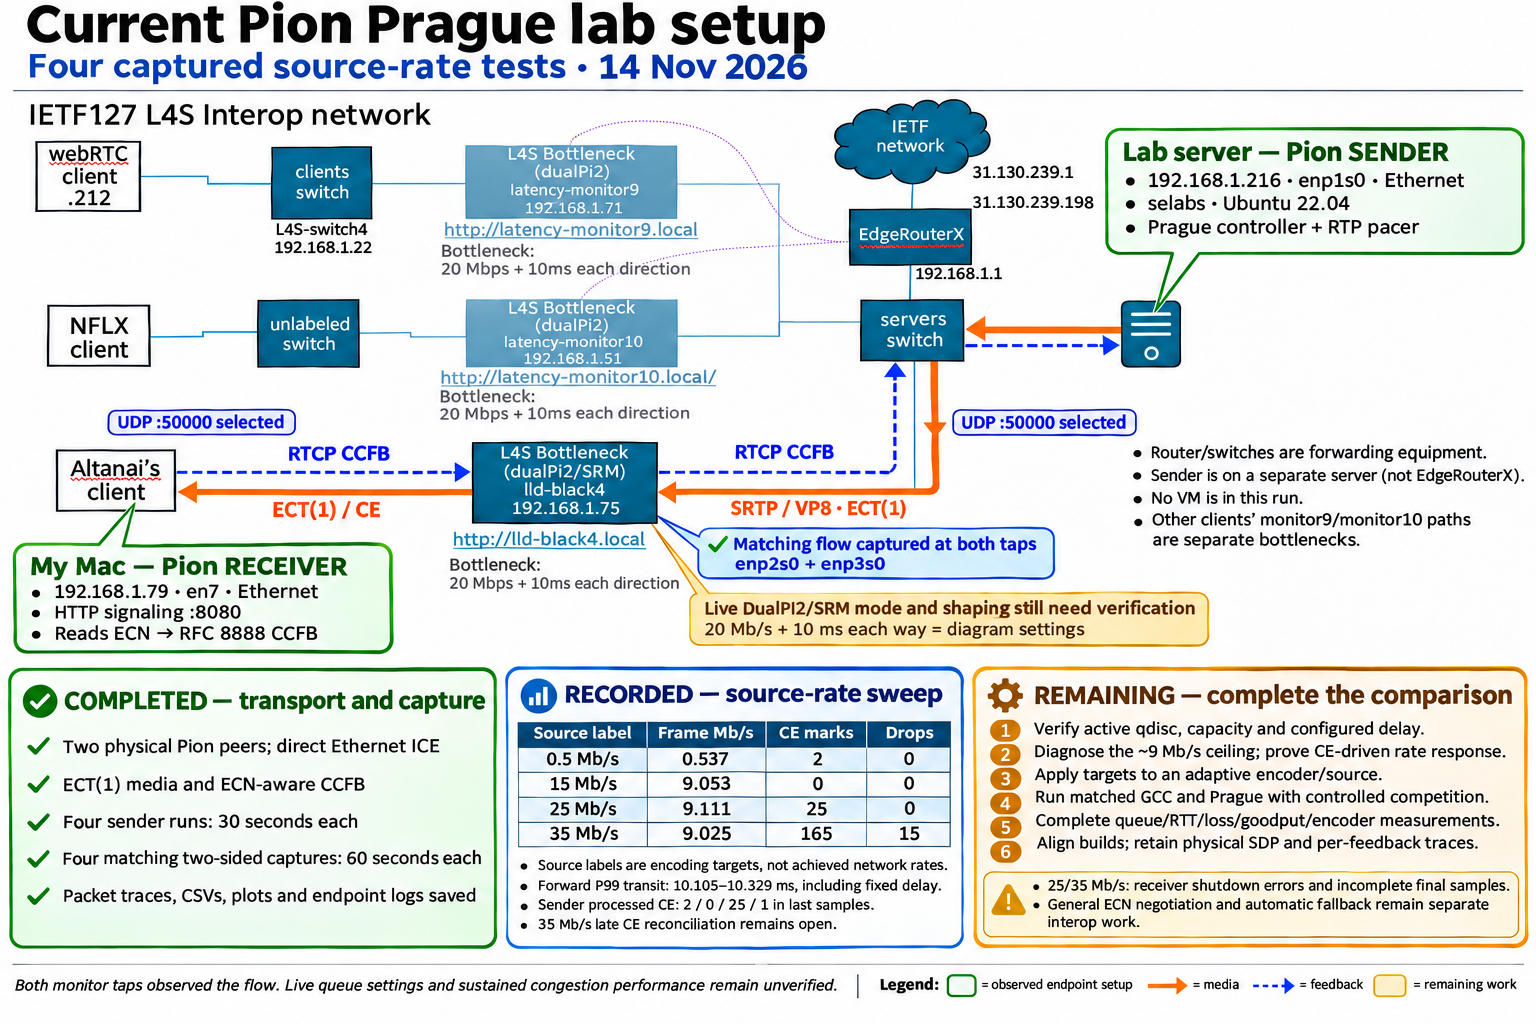 Current Pion Prague lab setup
Four captured source-rate tests · 14 Nov 2026
IETF127 L4S Interop network
webRTC
client
.212
clients
switch
L4S-switch4
192.168.1.22
L4S Bottleneck
(dualPi2)
latency-monitor9
192.168.1.71
http://latency-monitor9.local
Bottleneck:
20 Mbps + 10ms each direction
IETF
network
31.130.239.1
31.130.239.198
EdgeRouterX
192.168.1.1
Lab server — Pion SENDER
• 192.168.1.216 · enp1s0 · Ethernet
• selabs · Ubuntu 22.04
• Prague controller + RTP pacer
NFLX
client
unlabeled
switch
L4S Bottleneck
(dualPi2)
latency-monitor10
192.168.1.51
http://latency-monitor10.local/
Bottleneck:
20 Mbps + 10ms each direction
servers
switch
UDP :50000 selected
UDP :50000 selected
Altanai's
client
RTCP CCFB
ECT(1) / CE
L4S Bottleneck
(dualPi2/SRM)
lld-black4
192.168.1.75
http://lld-black4.local
Bottleneck:
20 Mbps + 10ms each direction
RTCP CCFB
SRTP / VP8 · ECT(1)
• Router/switches are forwarding equipment.
• Sender is on a separate server (not EdgeRouterX).
• No VM is in this run.
• Other clients' monitor9/monitor10 paths
are separate bottlenecks.
My Mac — Pion RECEIVER
• 192.168.1.79 · en7 · Ethernet
• HTTP signaling :8080
• Reads ECN → RFC 8888 CCFB
✓ Matching flow captured at both taps
enp2s0 + enp3s0
Live DualPI2/SRM mode and shaping still need verification
20 Mb/s + 10 ms each way = diagram settings
COMPLETED — transport and capture
✓ Two physical Pion peers; direct Ethernet ICE
✓ ECT(1) media and ECN-aware CCFB
✓ Four sender runs: 30 seconds each
✓ Four matching two-sided captures: 60 seconds each
✓ Packet traces, CSVs, plots and endpoint logs saved
RECORDED — source-rate sweep
Source label Frame Mb/s CE marks Drops
0.5 Mb/s 0.537 2 0
15 Mb/s 9.053 0 0
25 Mb/s 9.111 25 0
35 Mb/s 9.025 165 15
• Source labels are encoding targets, not achieved network rates.
• Forward P99 transit: 10.105–10.329 ms, including fixed delay.
• Sender processed CE: 2 / 0 / 25 / 1 in last samples.
• 35 Mb/s late CE reconciliation remains open.
REMAINING — complete the comparison
1 Verify active qdisc, capacity and configured delay.
2 Diagnose the ~9 Mb/s ceiling; prove CE-driven rate response.
3 Apply targets to an adaptive encoder/source.
4 Run matched GCC and Prague with controlled competition.
5 Complete queue/RTT/loss/goodput/encoder measurements.
6 Align builds; retain physical SDP and per-feedback traces.
• 25/35 Mb/s: receiver shutdown errors and incomplete final samples.
• General ECN negotiation and automatic fallback remain separate
interop work.
Both monitor taps observed the flow. Live queue settings and sustained congestion performance remain unverified.
Legend: = observed endpoint setup = media = feedback = remaining work